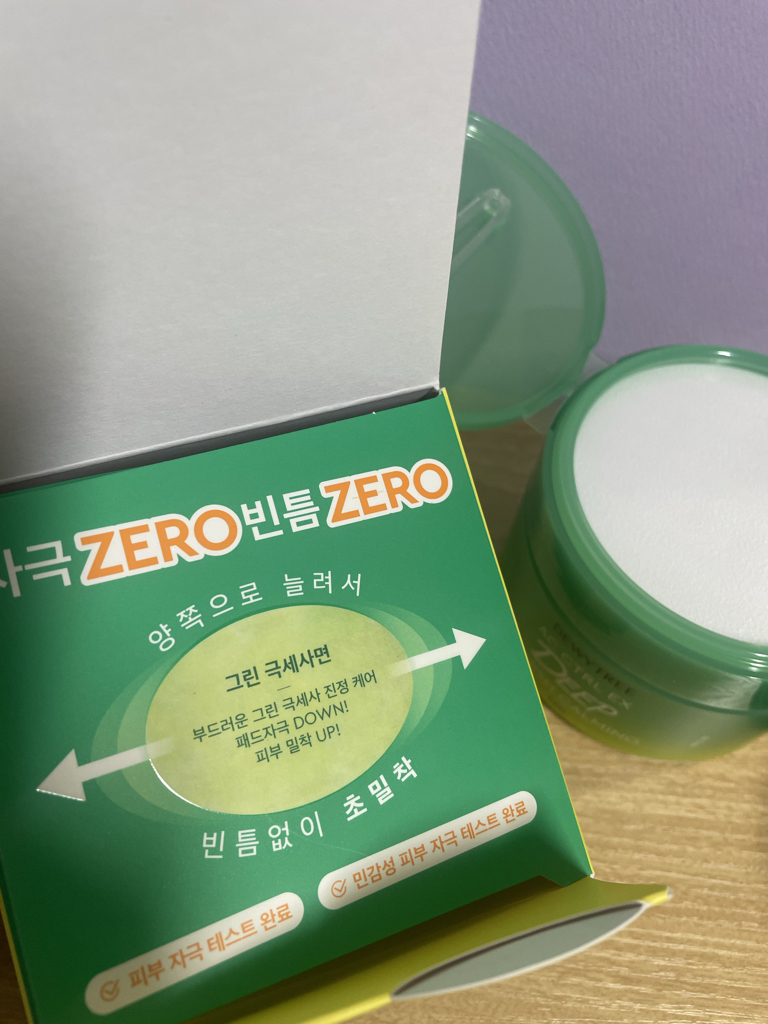 자극 ZERO 빈틈 ZERO
양쪽으로 늘려서
그린 극세사면
부드러운 그린 극세사 진정 케어
패드자극 DOWN!
피부 밀착 UP!
빈틈없이 초밀착
피부 자극 테스트 완료
민감성 피부 자극 테스트 완료
DEWYTREE
DEEP